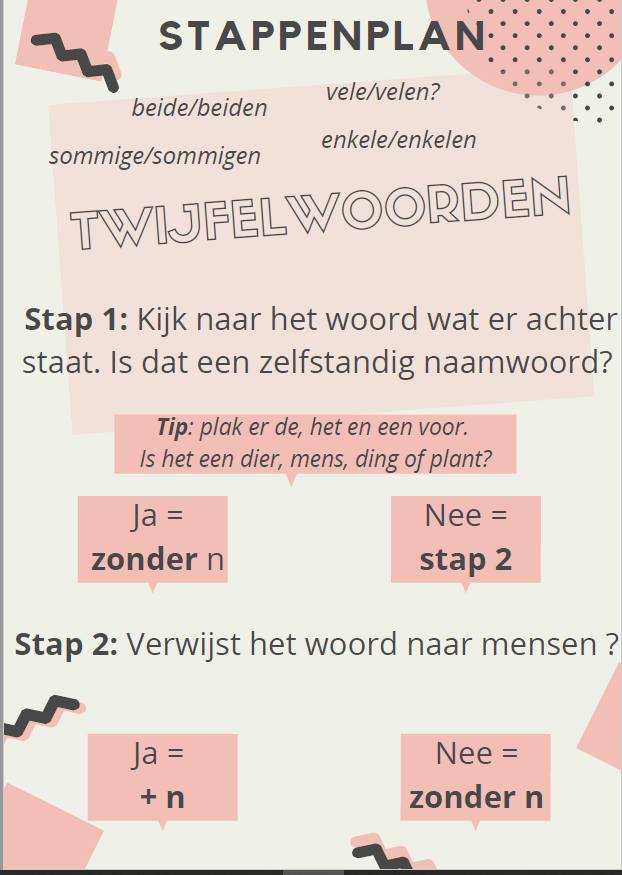 STAPPENPLAN
vele/velen?
beide/beiden
enkele/enkelen
sommige/sommigen
TWIJFELWOORDEN
Stap 1: Kijk naar het woord wat er achter
staat. Is dat een zelfstandig naamwoord?
Tip: plak er de, het en een voor.
Is het een dier, mens, ding of plant?
Ja =
zonder n
Nee =
stap 2
Stap 2: Verwijst het woord naar mensen ?
Ja =
+ n
Nee =
zonder n